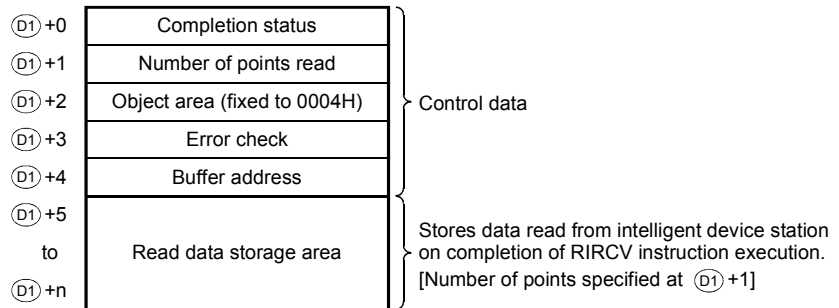 D1 +0 Completion status
D1 +1 Number of points read
D1 +2 Object area (fixed to 0004H)
Control data
D1 +3 Error check
D1 +4 Buffer address
D1 +5
to Read data storage area
D1 +n
Stores data read from intelligent device station
on completion of RIRCV instruction execution.
[Number of points specified at D1 +1]